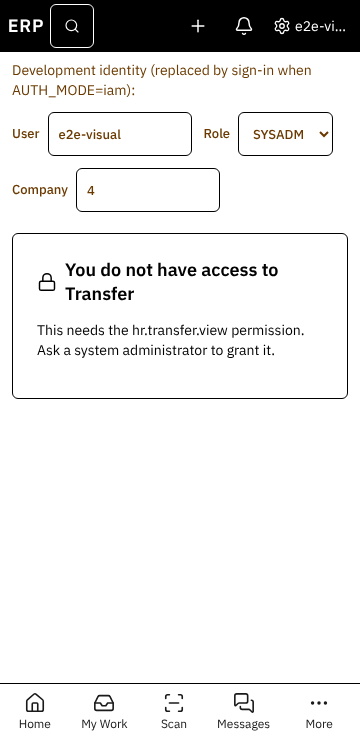 ERP e2e-vi...
Development identity (replaced by sign-in when
AUTH_MODE=iam):
User e2e-visual Role SYSADM
Company 4
You do not have access to
Transfer
This needs the hr.transfer.view permission.
Ask a system administrator to grant it.
Home My Work Scan Messages More